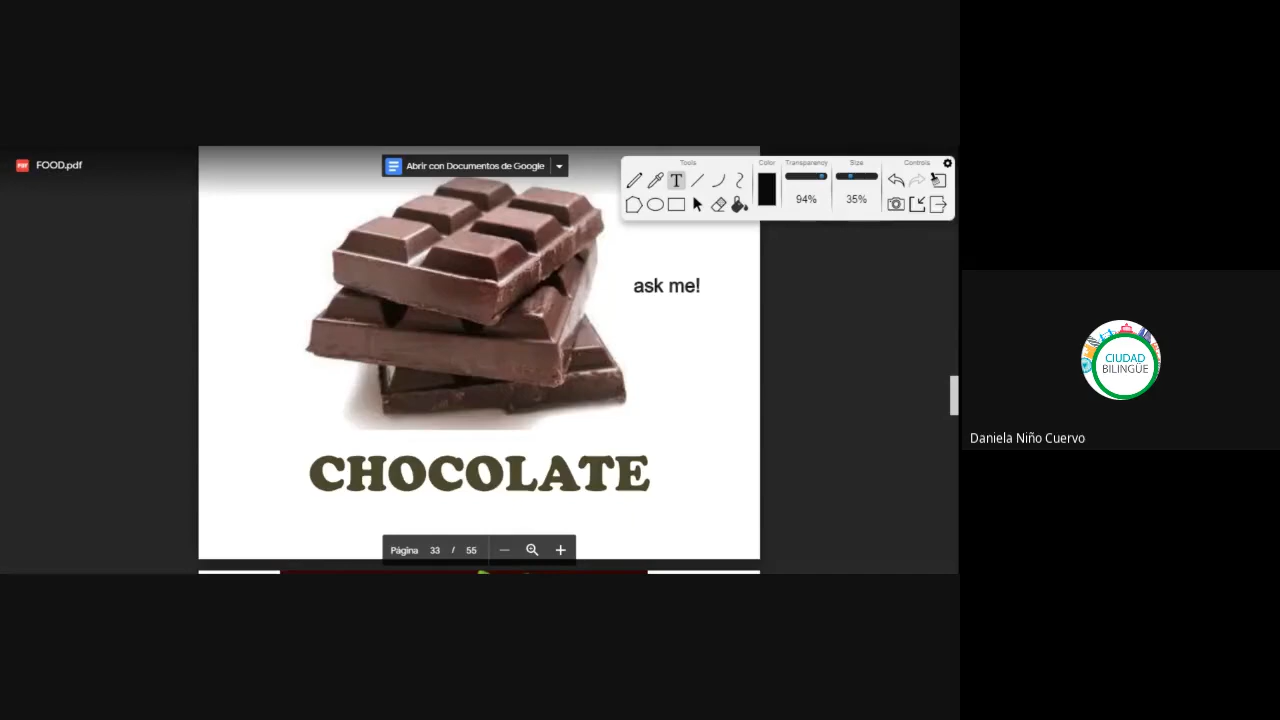 FOOD.pdf
Abrir con Documentos de Google
Tools
Color
Transparency
Size
Controls
T
94%
35%
ask me!
CHOCOLATE
Página 33 / 55
CIUDAD
BILINGÜE
Daniela Niño Cuervo